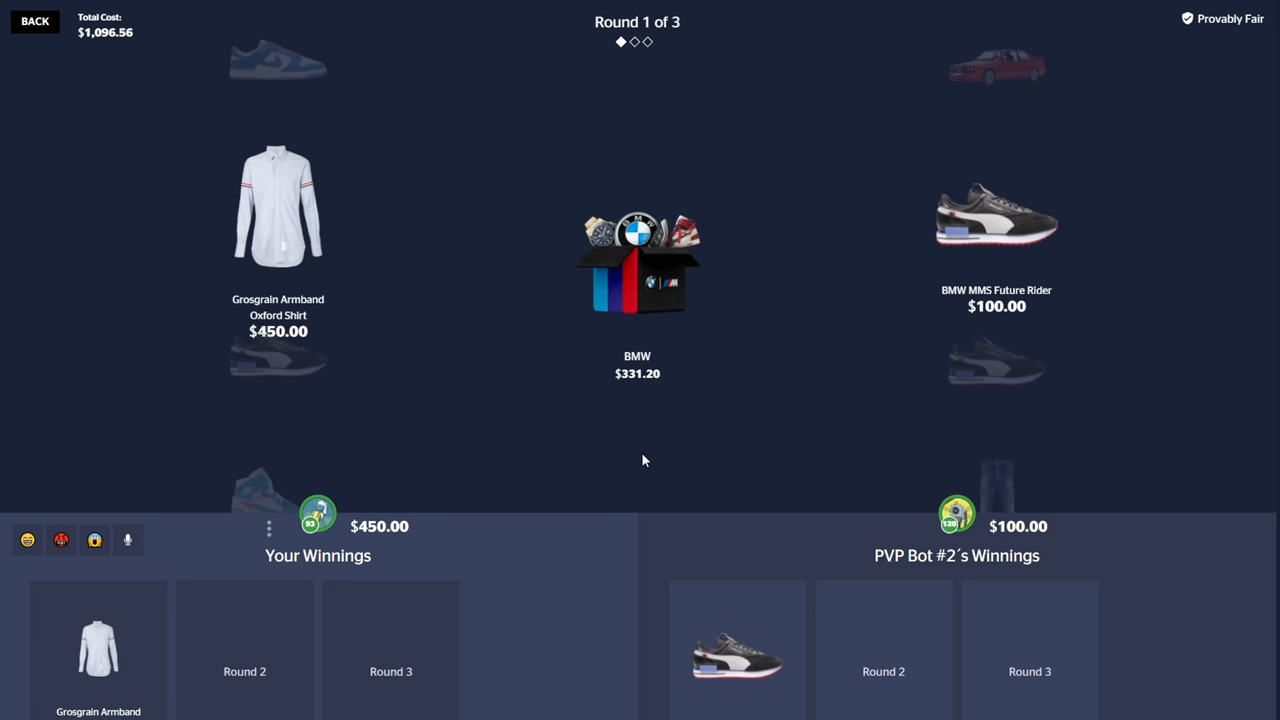 BACK
Total Cost:
$1,096.56
Round 1 of 3
Provably Fair
Grosgrain Armband
Oxford Shirt
$450.00
BMW
$331.20
BMW MMS Future Rider
$100.00
93
$450.00
Your Winnings
120
$100.00
PVP Bot #2´s Winnings
Round 2
Round 3
Grosgrain Armband
Round 2
Round 3